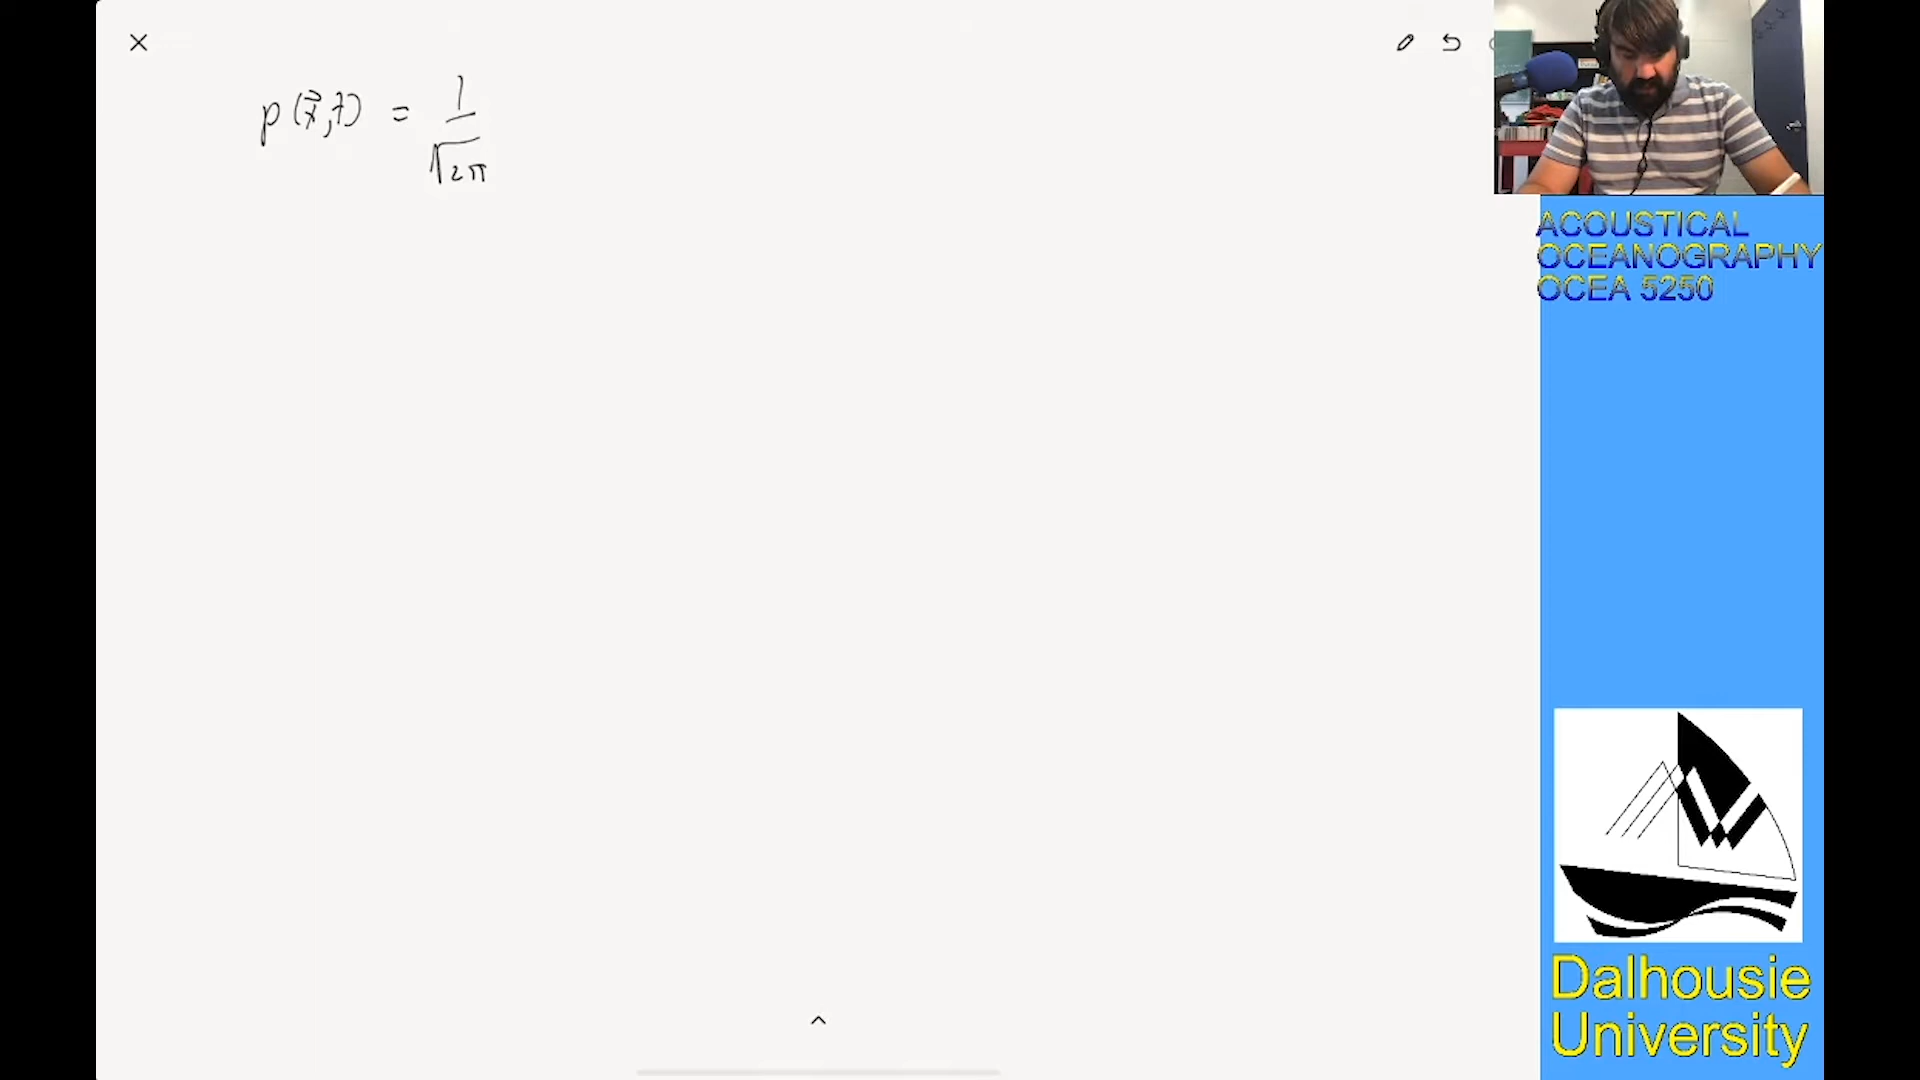 p(x⃗,t) = 1/√2π
ACOUSTICAL
OCEANOGRAPHY
OCEA 5250
Dalhousie
University